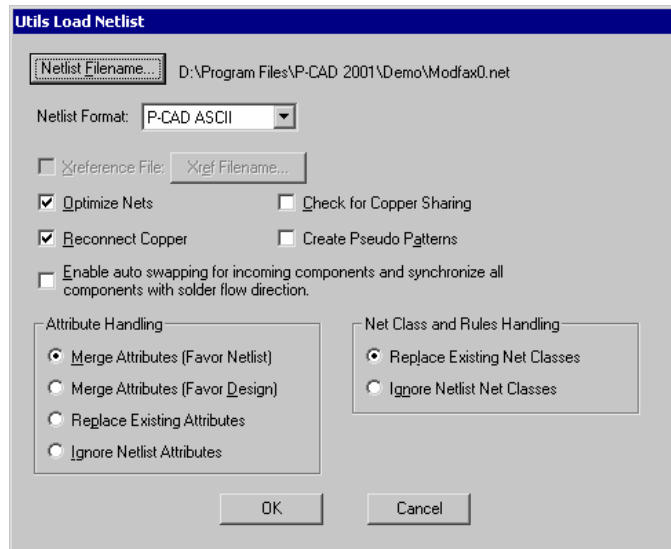 Utils Load Netlist
Netlist Filename... D:\Program Files\P-CAD 2001\Demo\Modfax0.net
Netlist Format: P-CAD ASCII
Xreference File: Xref Filename...
Optimize Nets Check for Copper Sharing
Reconnect Copper Create Pseudo Patterns
Enable auto swapping for incoming components and synchronize all
components with solder flow direction.
Attribute Handling Net Class and Rules Handling
Merge Attributes (Favor Netlist) Replace Existing Net Classes
Merge Attributes (Favor Design) Ignore Netlist Net Classes
Replace Existing Attributes
Ignore Netlist Attributes
OK Cancel